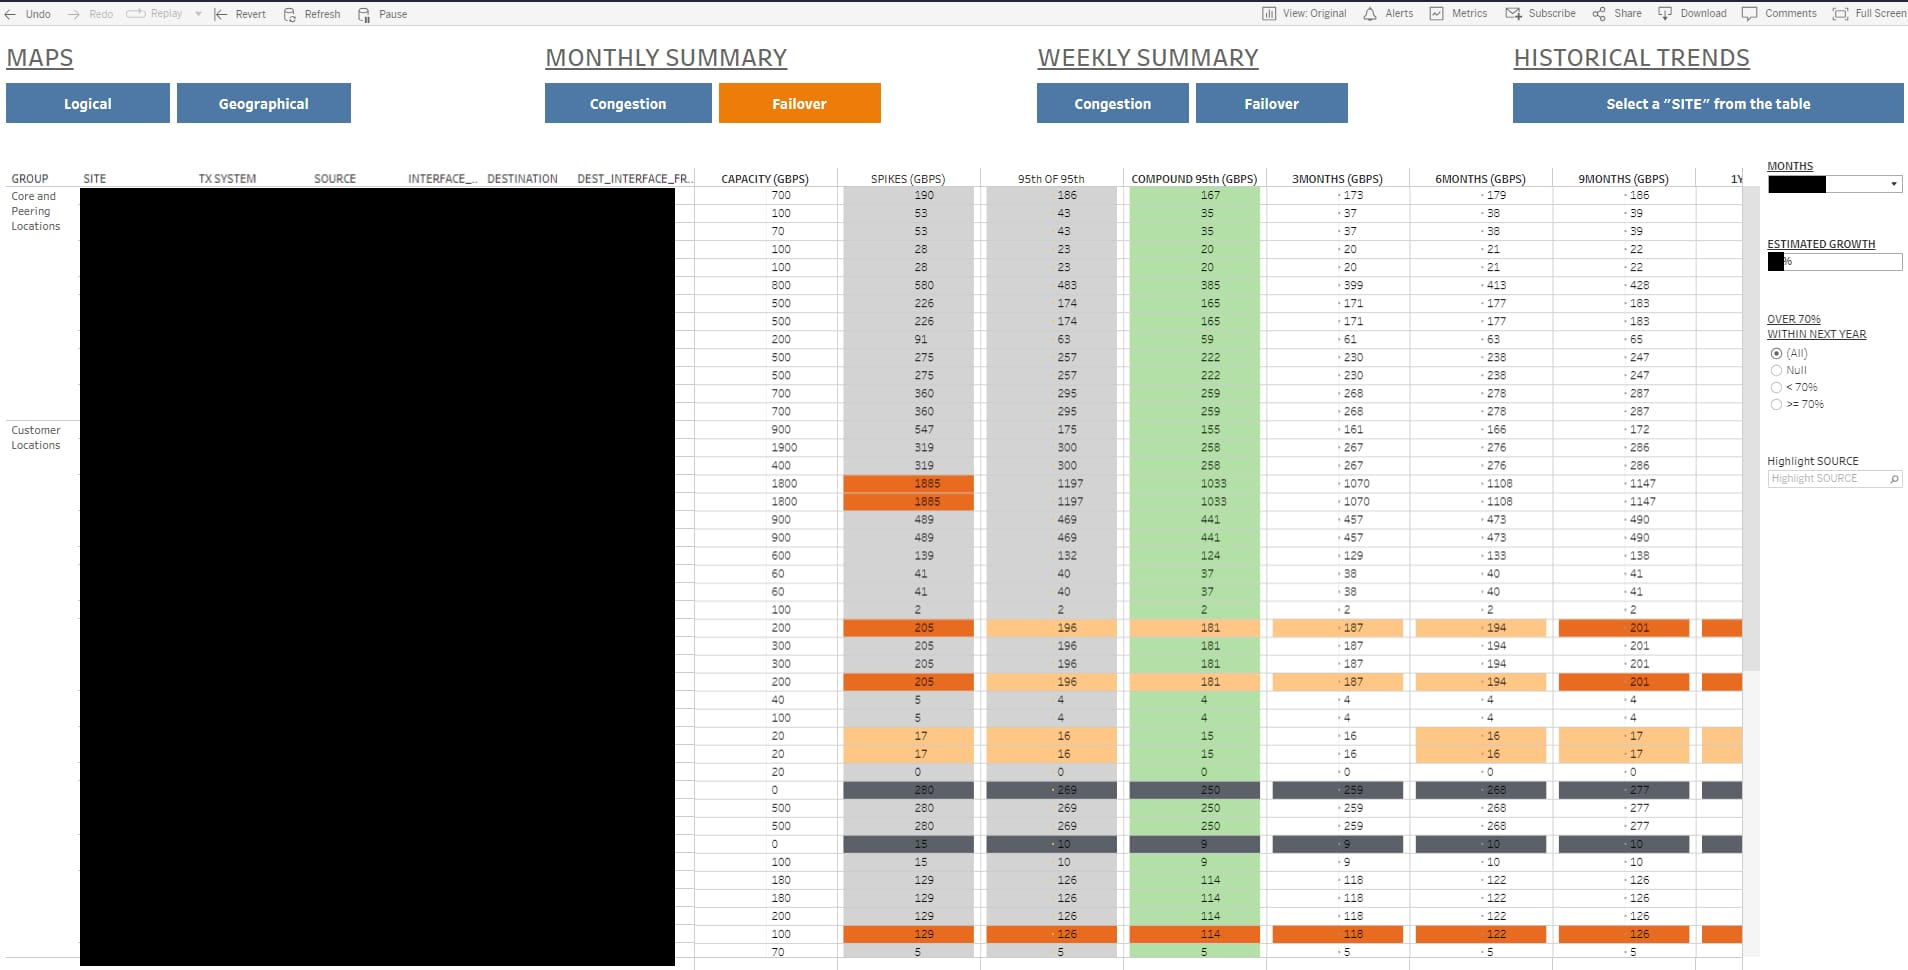 Undo Redo Replay Revert Refresh Pause View: Original Alerts Metrics Subscribe Share Download Comments Full Screen
MAPS MONTHLY SUMMARY WEEKLY SUMMARY HISTORICAL TRENDS
Logical Geographical Congestion Failover Congestion Failover Select a "SITE" from the table
GROUP SITE TX SYSTEM SOURCE INTERFACE_.. DESTINATION DEST_INTERFACE_FR.. CAPACITY (GBPS) SPIKES (GBPS) 95th OF 95th COMPOUND 95th (GBPS) 3MONTHS (GBPS) 6MONTHS (GBPS) 9MONTHS (GBPS) 1Y
Core and
Peering
Locations
700 190 186 167 173 179 186
100 53 43 35 37 38 39
70 53 43 35 37 38 39
100 28 23 20 20 21 22
100 28 23 20 20 21 22
800 580 483 385 399 413 428
500 226 174 165 171 177 183
500 226 174 165 171 177 183
200 91 63 59 61 63 65
500 275 257 222 230 238 247
500 275 257 222 230 238 247
700 360 295 259 268 278 287
700 360 295 259 268 278 287
Customer
Locations
900 547 175 155 161 166 172
1900 319 300 258 267 276 286
400 319 300 258 267 276 286
1800 1885 1197 1033 1070 1108 1147
1800 1885 1197 1033 1070 1108 1147
900 489 469 441 457 473 490
900 489 469 441 457 473 490
600 139 132 124 129 133 138
60 41 40 37 38 40 41
60 41 40 37 38 40 41
100 2 2 2 2 2 2
200 205 196 181 187 194 201
300 205 196 181 187 194 201
300 205 196 181 187 194 201
200 205 196 181 187 194 201
40 5 4 4 4 4 4
100 5 4 4 4 4 4
20 17 16 15 16 16 17
20 17 16 15 16 16 17
20 0 0 0 0 0 0
0 280 269 250 259 268 277
500 280 269 250 259 268 277
500 280 269 250 259 268 277
0 15 10 9 9 10 10
100 15 10 9 9 10 10
180 129 126 114 118 122 126
180 129 126 114 118 122 126
200 129 126 114 118 122 126
100 129 126 114 118 122 126
70 5 5 5 5 5 5
MONTHS
ESTIMATED GROWTH
%
OVER 70%
WITHIN NEXT YEAR
(All)
Null
< 70%
>= 70%
Highlight SOURCE
Highlight SOURCE